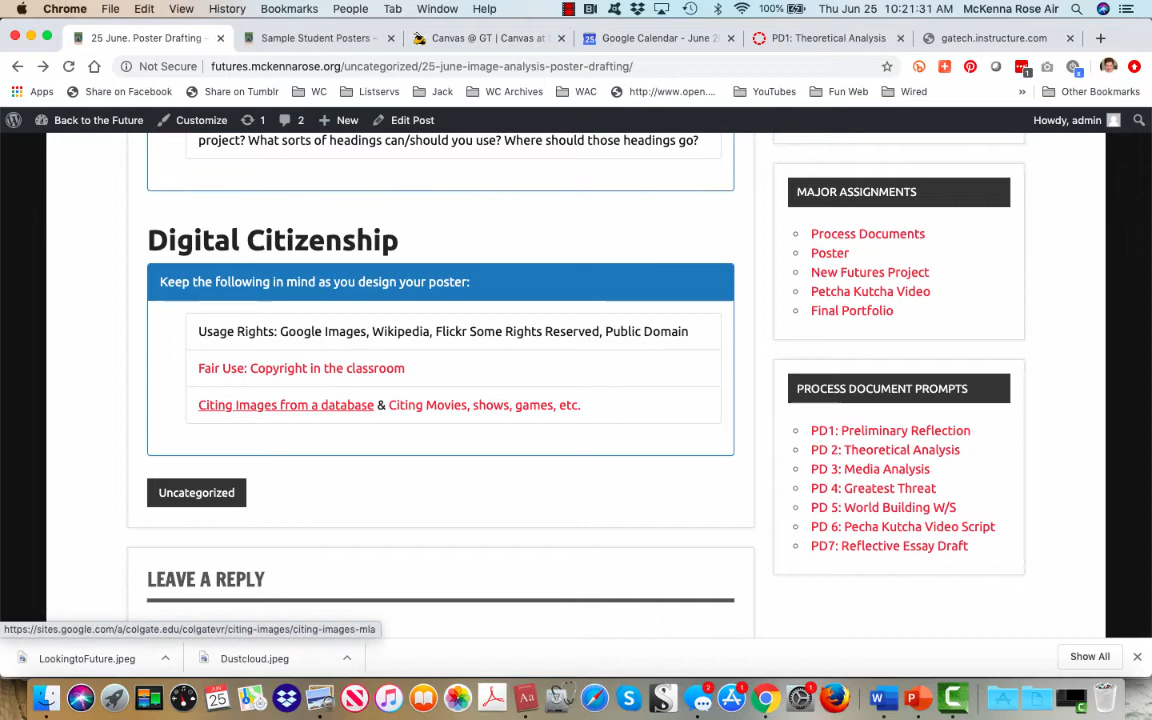 Chrome File Edit View History Bookmarks People Tab Window Help 100% Thu Jun 25 10:21:31 AM McKenna Rose Air
25 June. Poster Drafting – Sample Student Posters – Canvas @ GT | Canvas at Google Calendar - June 2 PD1: Theoretical Analysis gatech.instructure.com
Not Secure futures.mckennarose.org/uncategorized/25-june-image-analysis-poster-drafting/
Apps Share on Facebook Share on Tumblr WC Listservs Jack WC Archives WAC http://www.open.... YouTubes Fun Web Wired » Other Bookmarks
Back to the Future Customize 1 2 New Edit Post Howdy, admin
project? What sorts of headings can/should you use? Where should those headings go?
Digital Citizenship
Keep the following in mind as you design your poster:
Usage Rights: Google Images, Wikipedia, Flickr Some Rights Reserved, Public Domain
Fair Use: Copyright in the classroom
Citing Images from a database & Citing Movies, shows, games, etc.
Uncategorized
LEAVE A REPLY
MAJOR ASSIGNMENTS
Process Documents
Poster
New Futures Project
Petcha Kutcha Video
Final Portfolio
PROCESS DOCUMENT PROMPTS
PD1: Preliminary Reflection
PD 2: Theoretical Analysis
PD 3: Media Analysis
PD 4: Greatest Threat
PD 5: World Building W/S
PD 6: Pecha Kutcha Video Script
PD7: Reflective Essay Draft
https://sites.google.com/a/colgate.edu/colgatevr/citing-images/citing-images-mla
LookingtoFuture.jpeg Dustcloud.jpeg Show All